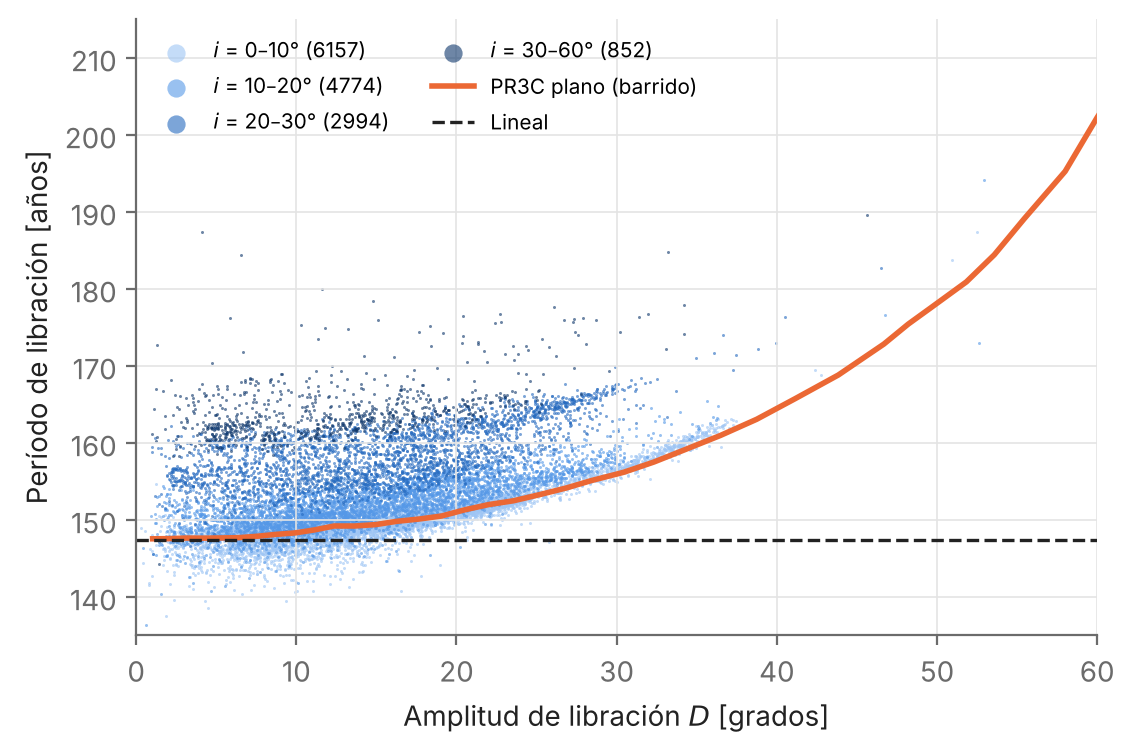 i = 0–10° (6157)
i = 10–20° (4774)
i = 20–30° (2994)
i = 30–60° (852)
PR3C plano (barrido)
Lineal
Período de libración [años]
210
200
190
180
170
160
150
140
0 10 20 30 40 50 60
Amplitud de libración D [grados]